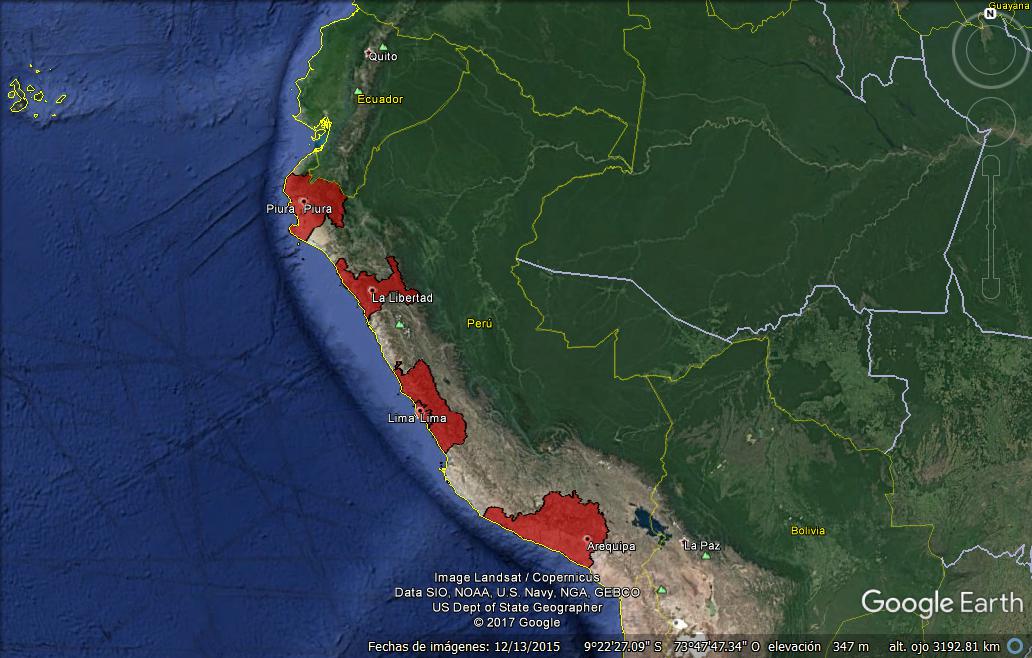 Guayana
N
Quito
Ecuador
Piura Piura
La Libertad
Perú
Lima Lima
Arequipa
La Paz
Bolivia
Image Landsat / Copernicus
Data SIO, NOAA, U.S. Navy, NGA, GEBCO
US Dept of State Geographer
© 2017 Google
Google Earth
Fechas de imágenes: 12/13/2015 9°22'27.09" S 73°47'47.34" O elevación 347 m alt. ojo 3192.81 km